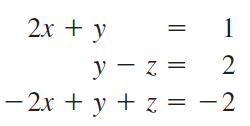 2x + y = 1
y − z = 2
−2x + y + z = −2